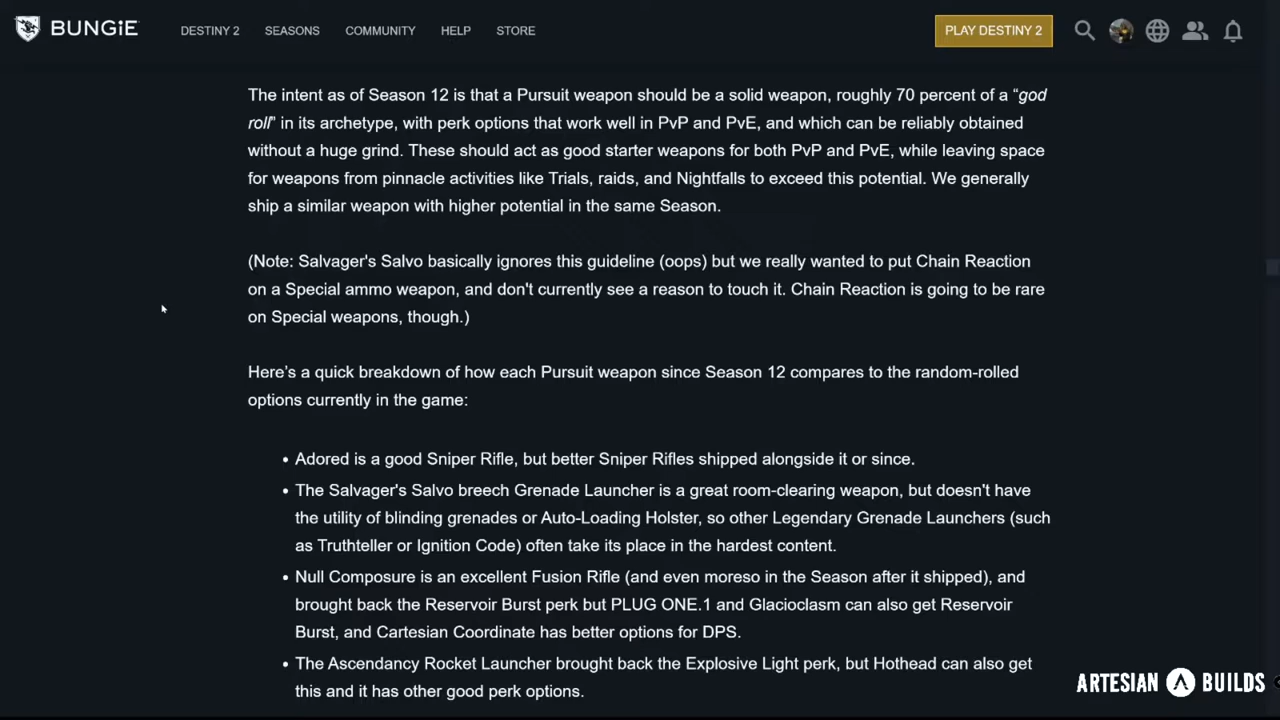 BUNGiE DESTINY 2 SEASONS COMMUNITY HELP STORE PLAY DESTINY 2
The intent as of Season 12 is that a Pursuit weapon should be a solid weapon, roughly 70 percent of a “god
roll” in its archetype, with perk options that work well in PvP and PvE, and which can be reliably obtained
without a huge grind. These should act as good starter weapons for both PvP and PvE, while leaving space
for weapons from pinnacle activities like Trials, raids, and Nightfalls to exceed this potential. We generally
ship a similar weapon with higher potential in the same Season.
(Note: Salvager's Salvo basically ignores this guideline (oops) but we really wanted to put Chain Reaction
on a Special ammo weapon, and don't currently see a reason to touch it. Chain Reaction is going to be rare
on Special weapons, though.)
Here’s a quick breakdown of how each Pursuit weapon since Season 12 compares to the random-rolled
options currently in the game:
• Adored is a good Sniper Rifle, but better Sniper Rifles shipped alongside it or since.
• The Salvager's Salvo breech Grenade Launcher is a great room-clearing weapon, but doesn't have
the utility of blinding grenades or Auto-Loading Holster, so other Legendary Grenade Launchers (such
as Truthteller or Ignition Code) often take its place in the hardest content.
• Null Composure is an excellent Fusion Rifle (and even moreso in the Season after it shipped), and
brought back the Reservoir Burst perk but PLUG ONE.1 and Glacioclasm can also get Reservoir
Burst, and Cartesian Coordinate has better options for DPS.
• The Ascendancy Rocket Launcher brought back the Explosive Light perk, but Hothead can also get
this and it has other good perk options.
ARTESIAN BUILDS